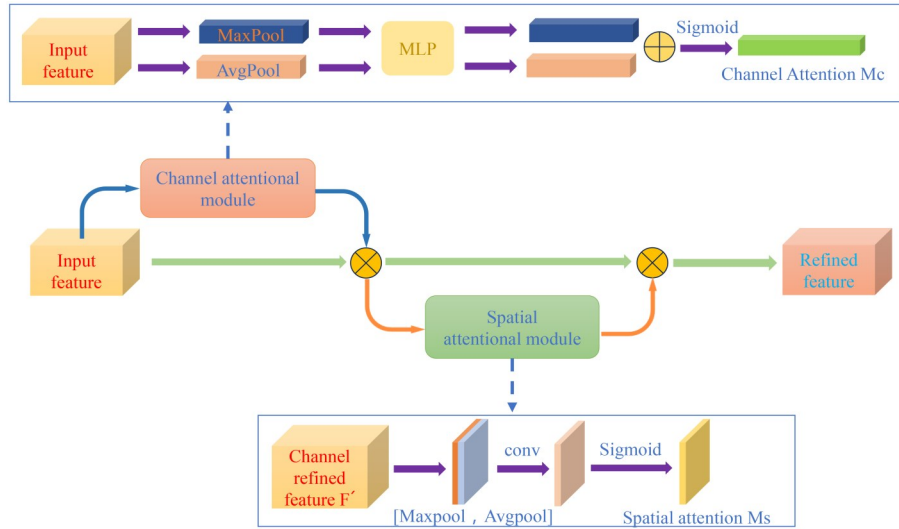 Input
feature
MaxPool
AvgPool
MLP
Sigmoid
Channel Attention Mc
Channel attentional
module
Input
feature
Refined
feature
Spatial
attentional module
Channel
refined
feature F´
conv
Sigmoid
[Maxpool , Avgpool]
Spatial attention Ms